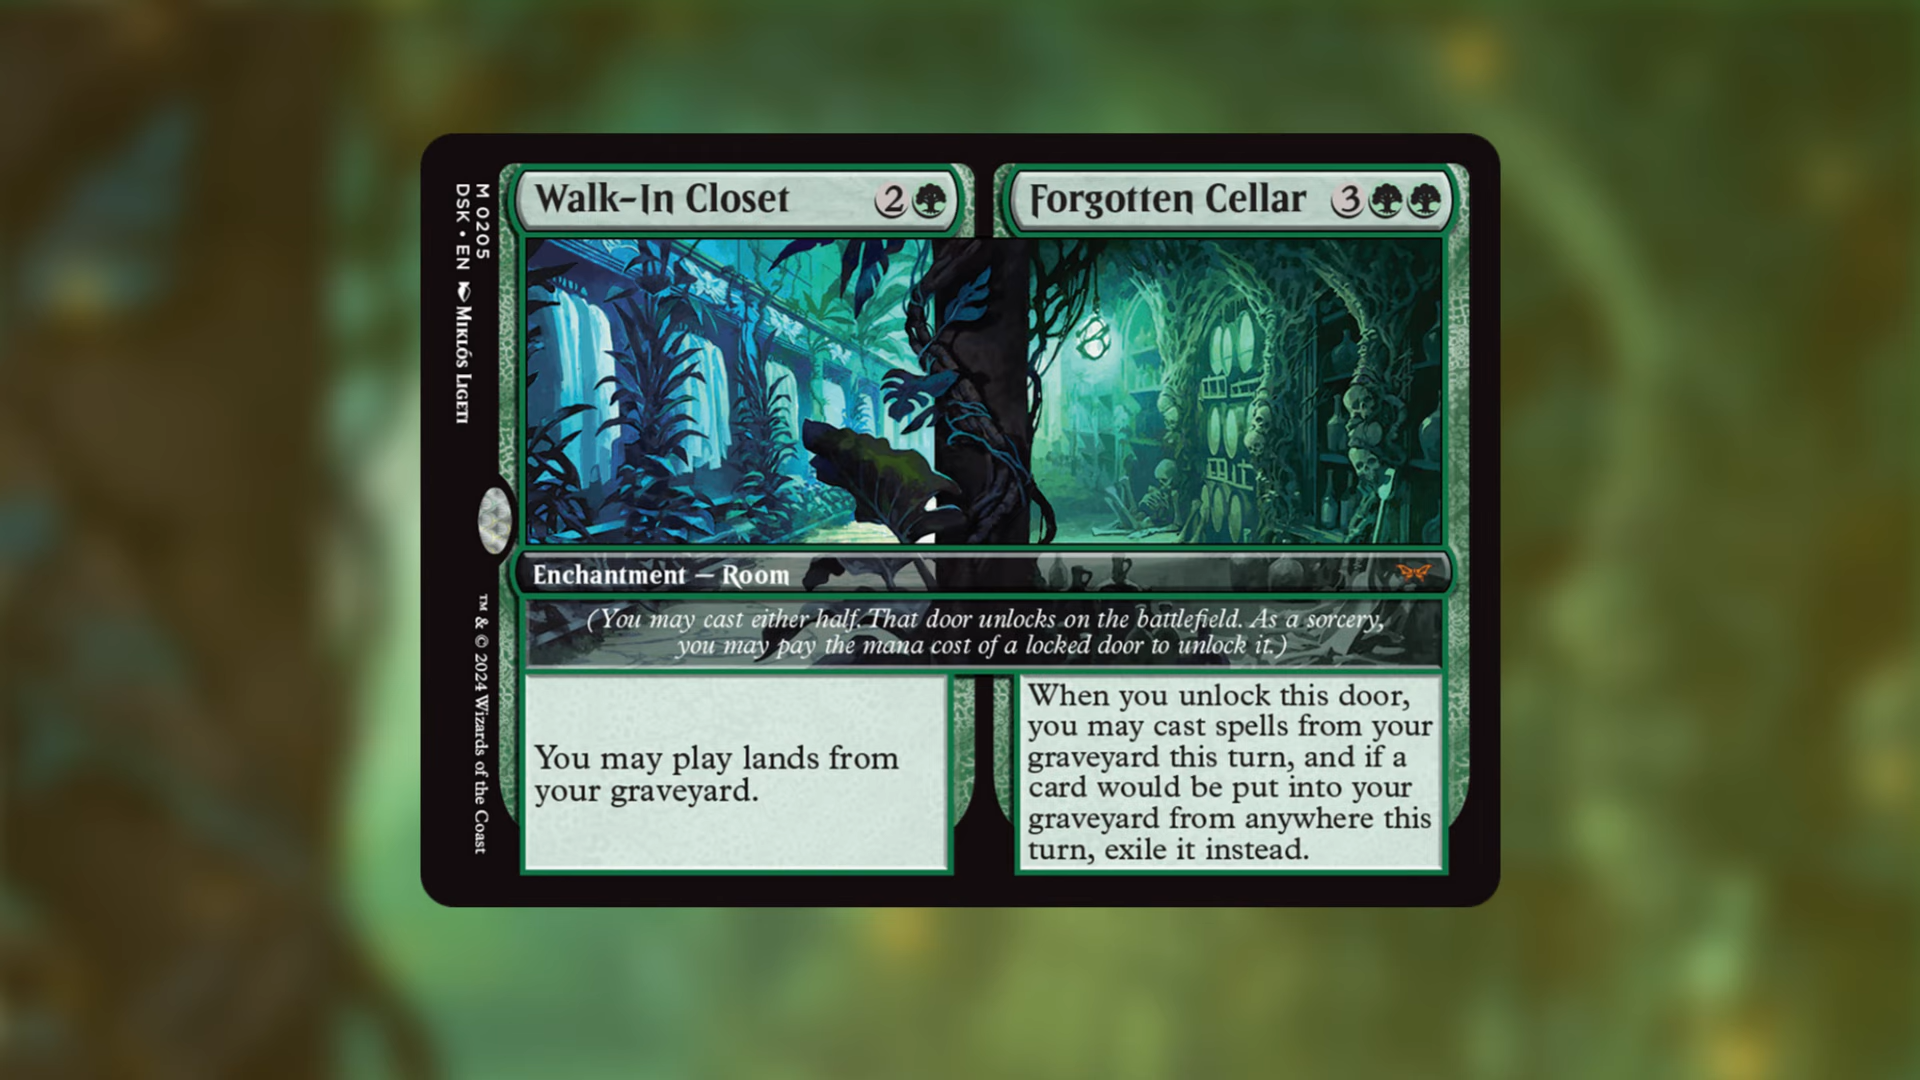 Walk-In Closet 2
Forgotten Cellar 3
M 0205
DSK • EN Miklós Ligeti
™ & © 2024 Wizards of the Coast
Enchantment — Room
(You may cast either half. That door unlocks on the battlefield. As a sorcery,
you may pay the mana cost of a locked door to unlock it.)
You may play lands from
your graveyard.
When you unlock this door,
you may cast spells from your
graveyard this turn, and if a
card would be put into your
graveyard from anywhere this
turn, exile it instead.